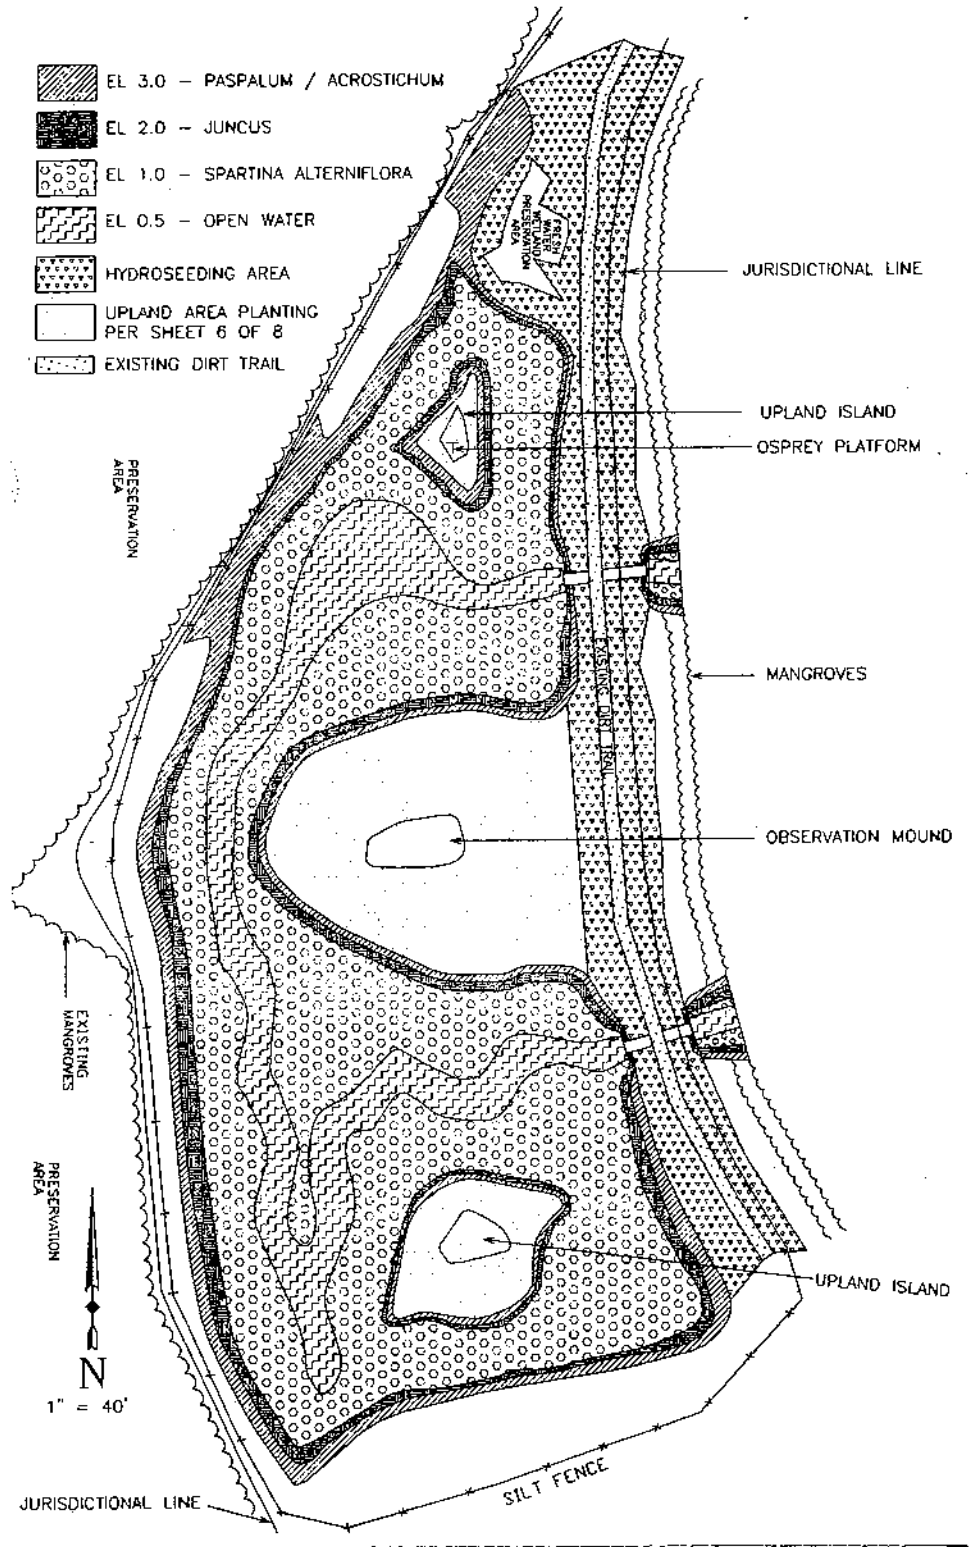 EL 3.0 - PASPALUM / ACROSTICHUM
EL 2.0 - JUNCUS
EL 1.0 - SPARTINA ALTERNIFLORA
EL 0.5 - OPEN WATER
HYDROSEEDING AREA
UPLAND AREA PLANTING
PER SHEET 6 OF 8
EXISTING DIRT TRAIL
FRESH
WATER
WETLAND
PRESERVATION
AREA
JURISDICTIONAL LINE
UPLAND ISLAND
OSPREY PLATFORM
PRESERVATION
AREA
EXISTING DIRT TRAIL
MANGROVES
OBSERVATION MOUND
EXISTING
MANGROVES
PRESERVATION
AREA
UPLAND ISLAND
N
1" = 40'
SILT FENCE
JURISDICTIONAL LINE